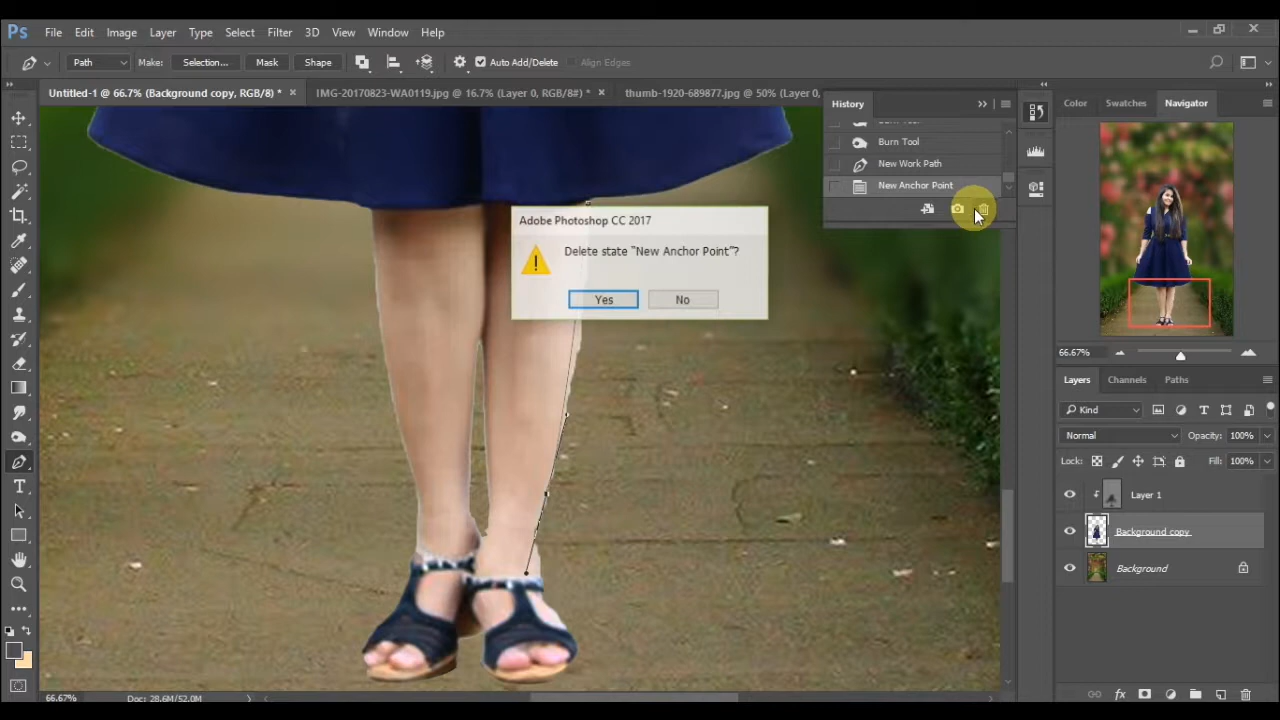 Ps File Edit Image Layer Type Select Filter 3D View Window Help
Path Make: Selection... Mask Shape Auto Add/Delete Align Edges
Untitled-1 @ 66.7% (Background copy, RGB/8) * × IMG-20170823-WA0119.jpg @ 16.7% (Layer 0, RGB/8#) * × thumb-1920-689877.jpg @ 50% (Layer 0,
History
Burn Tool
New Work Path
New Anchor Point
Color Swatches Navigator
Adobe Photoshop CC 2017
Delete state "New Anchor Point"?
Yes No
66.67%
Layers Channels Paths
Kind
Normal Opacity: 100%
Lock: Fill: 100%
Layer 1
Background copy
Background
66.67% Doc: 28.6M/52.0M